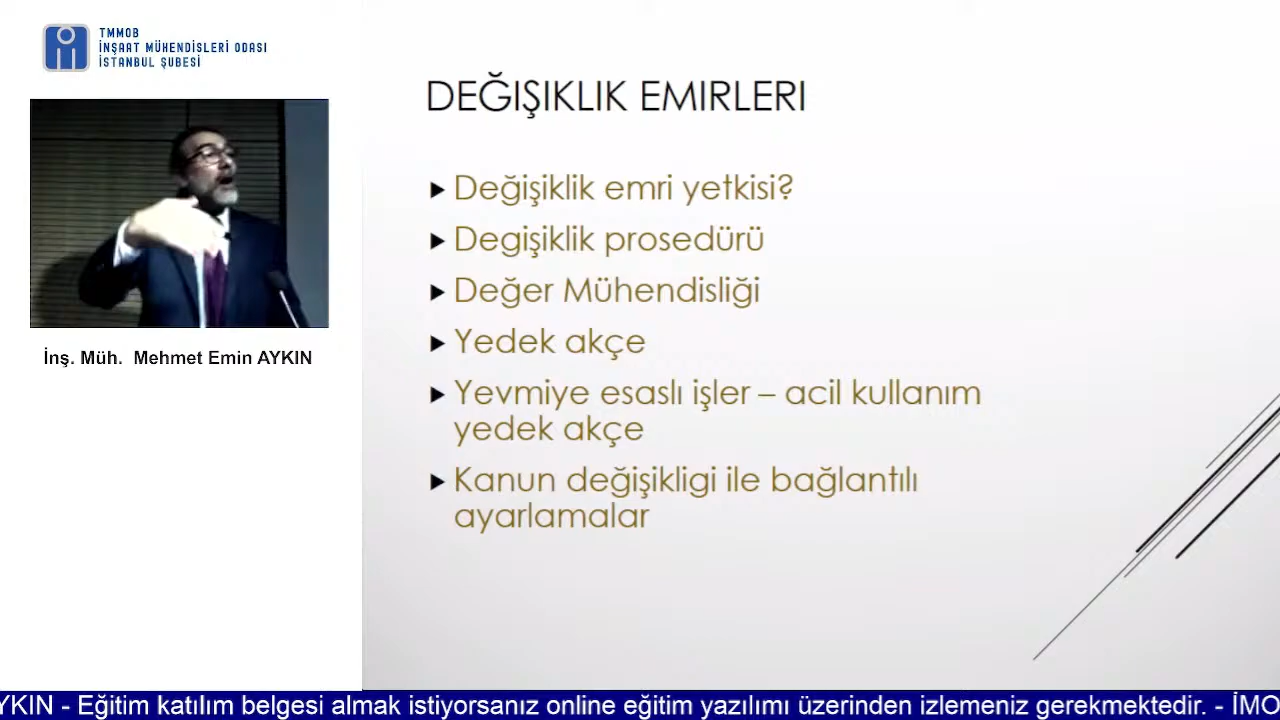 TMMOB
İNŞAAT MÜHENDİSLERİ ODASI
İSTANBUL ŞUBESİ
İnş. Müh. Mehmet Emin AYKIN
DEĞIŞIKLIK EMIRLERI
Değişiklik emri yetkisi?
Degişiklik prosedürü
Değer Mühendisliği
Yedek akçe
Yevmiye esaslı işler – acil kullanım
yedek akçe
Kanun değişikligi ile bağlantılı
ayarlamalar
YKIN - Eğitim katılım belgesi almak istiyorsanız online eğitim yazılımı üzerinden izlemeniz gerekmektedir. - İMO